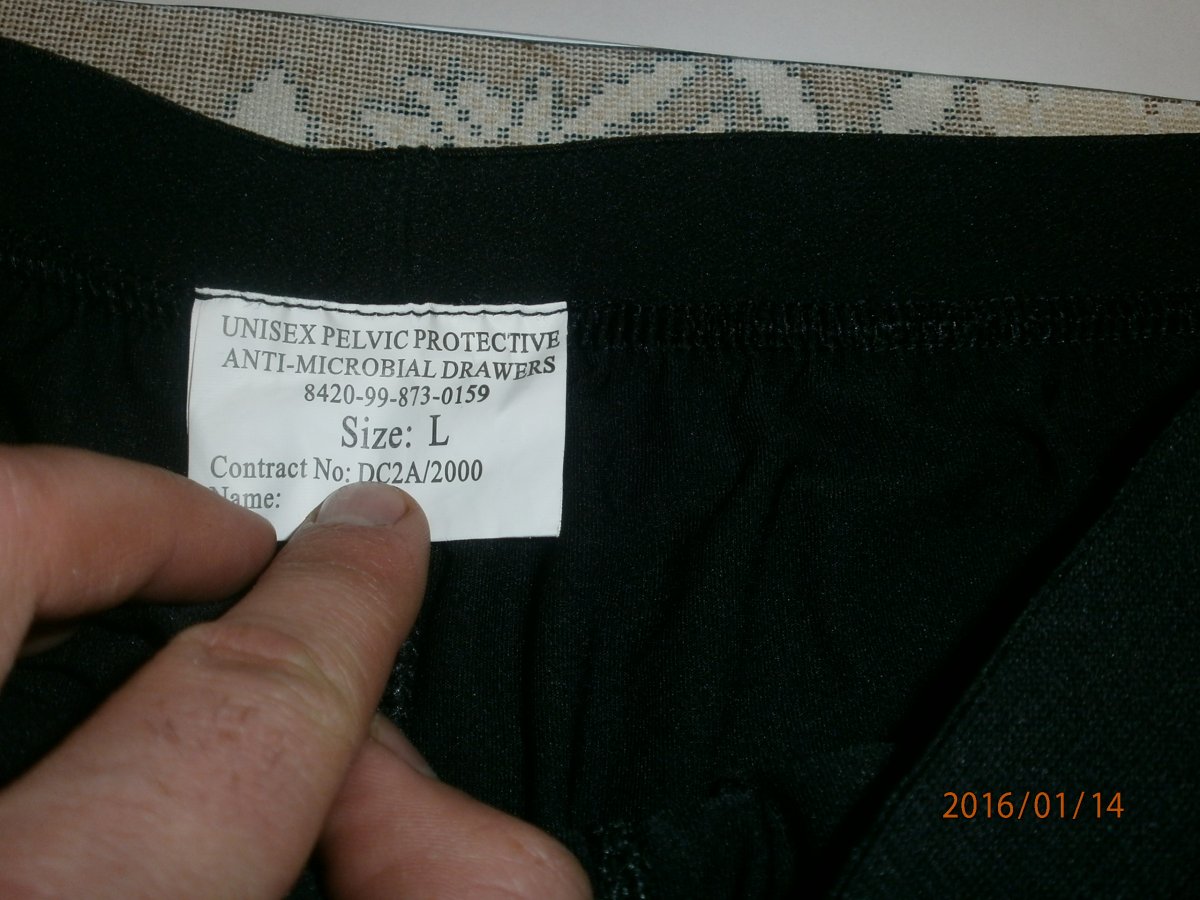 UNISEX PELVIC PROTECTIVE
ANTI-MICROBIAL DRAWERS
8420-99-873-0159
Size: L
Contract No: DC2A/2000
Name:
2016/01/14